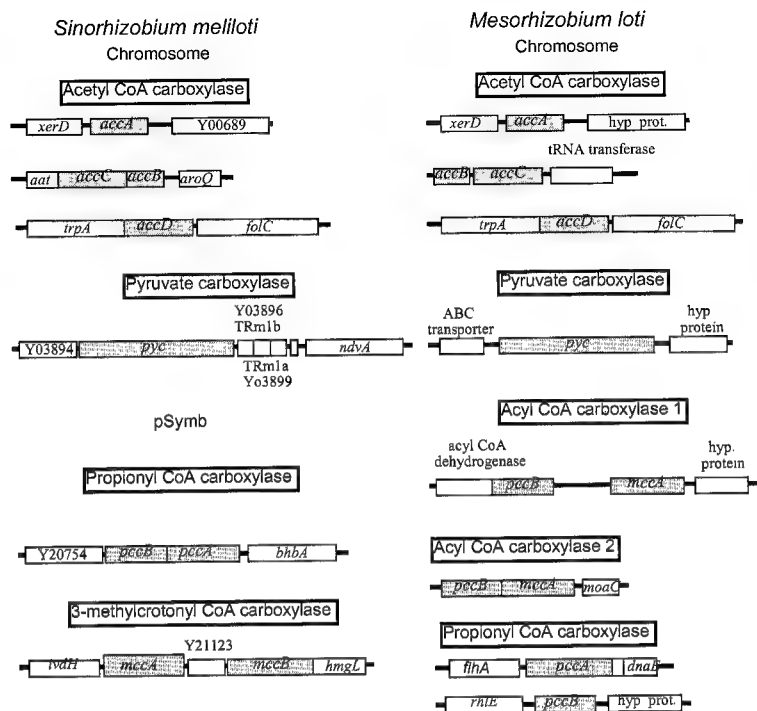 Sinorhizobium meliloti
Chromosome
Acetyl CoA carboxylase
xerD accA Y00689
aat accC accB aroQ
trpA accD folC
Pyruvate carboxylase
Y03896
TRm1b
Y03894 pyc ndvA
TRm1a
Yo3899
pSymb
Propionyl CoA carboxylase
Y20754 pccB pccA bhbA
3-methylcrotonyl CoA carboxylase
Y21123
ivdH mccA mccB hmgL
Mesorhizobium loti
Chromosome
Acetyl CoA carboxylase
xerD accA hyp prot.
tRNA transferase
accB accC
trpA accD folC
Pyruvate carboxylase
ABC
transporter
hyp
protein
pyc
Acyl CoA carboxylase 1
acyl CoA
dehydrogenase
hyp.
protein
pccB mccA
Acyl CoA carboxylase 2
pccB mccA moaC
Propionyl CoA carboxylase
flhA pccA dnaE
rhlE pccB hyp prot.